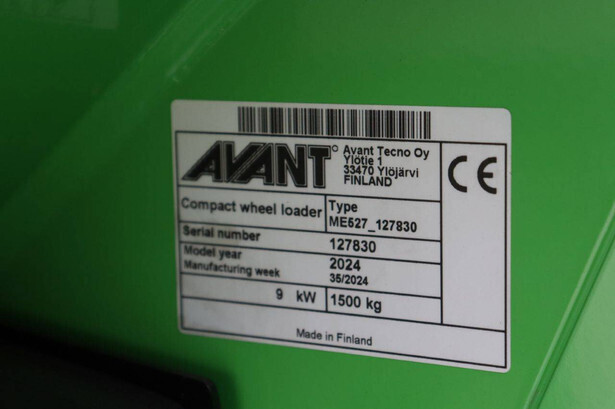 AVANT
Avant Tecno Oy
Ylötie 1
33470 Ylöjärvi
FINLAND
CE
Compact wheel loader
Type
ME527_127830
Serial number
127830
Model year
2024
Manufacturing week
35/2024
9 kW
1500 kg
Made in Finland